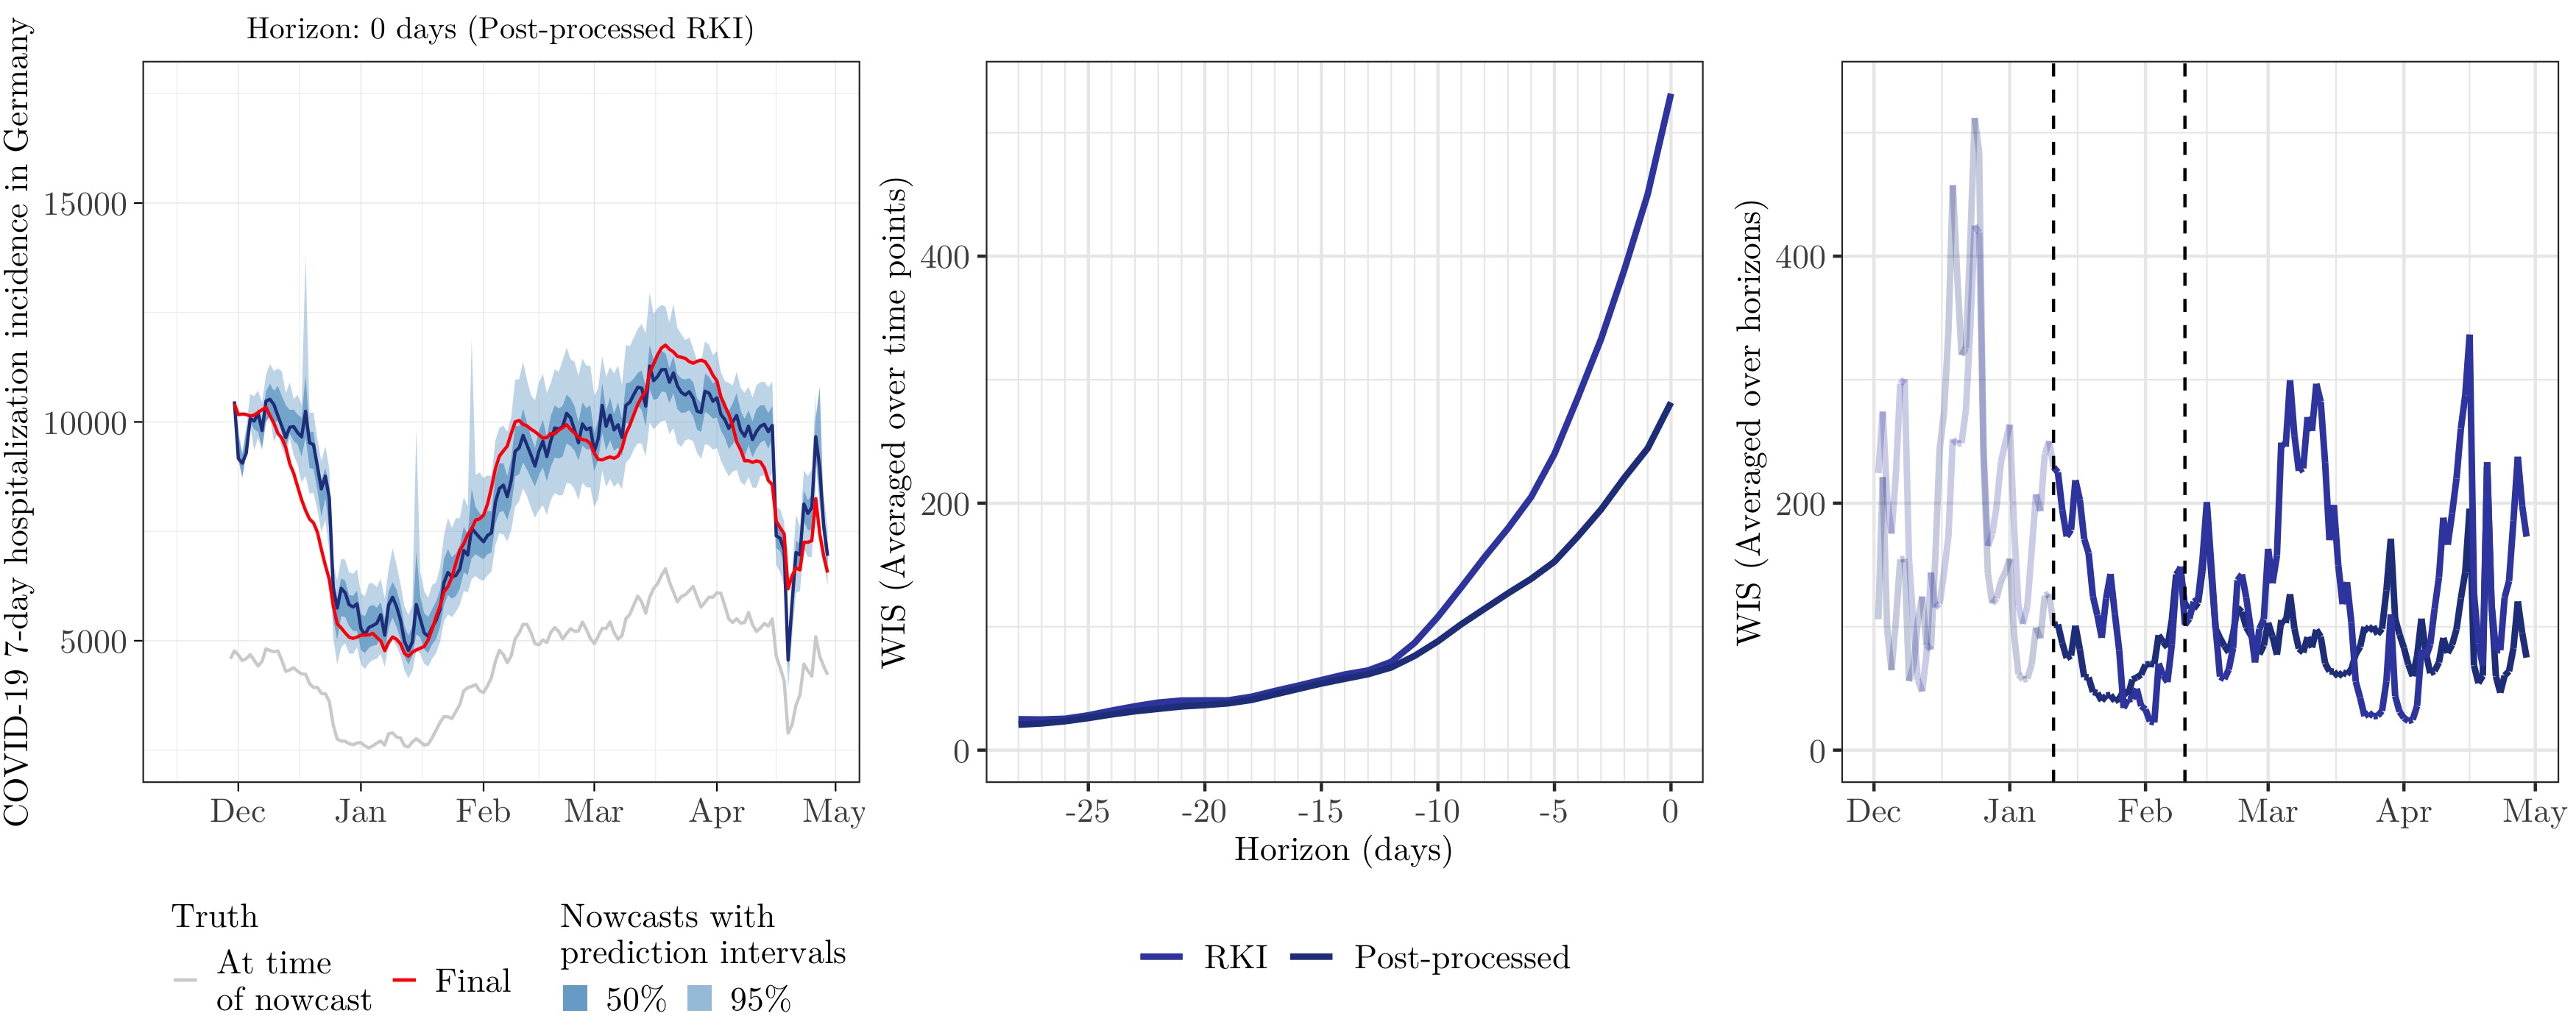 Horizon: 0 days (Post-processed RKI)
COVID-19 7-day hospitalization incidence in Germany
15000
10000
5000
Dec Jan Feb Mar Apr May
Truth
At time
of nowcast
Final
Nowcasts with
prediction intervals
50% 95%
WIS (Averaged over time points)
400
200
0
-25 -20 -15 -10 -5 0
Horizon (days)
RKI Post-processed
WIS (Averaged over horizons)
400
200
0
Dec Jan Feb Mar Apr May